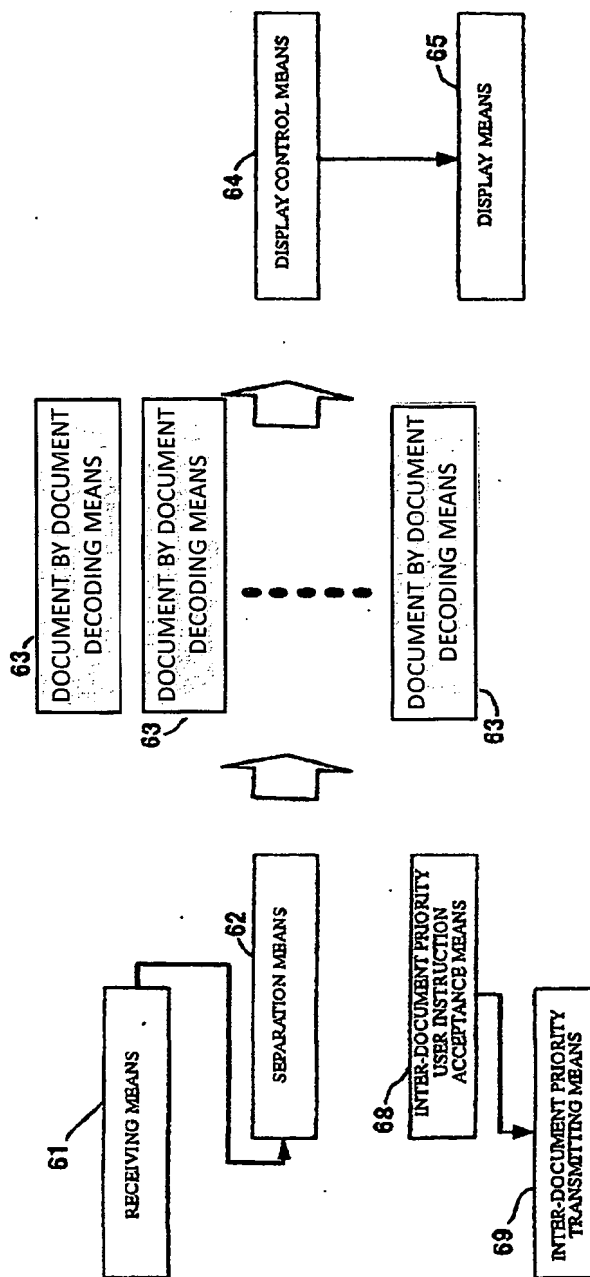 61
RECEIVING MEANS
62
SEPARATION MEANS
68
INTER-DOCUMENT PRIORITY
USER INSTRUCTION
ACCEPTANCE MEANS
69
INTER-DOCUMENT PRIORITY
TRANSMITTING MEANS
63
DOCUMENT BY DOCUMENT
DECODING MEANS
DOCUMENT BY DOCUMENT
DECODING MEANS
63
DOCUMENT BY DOCUMENT
DECODING MEANS
63
64
DISPLAY CONTROL MEANS
65
DISPLAY MEANS